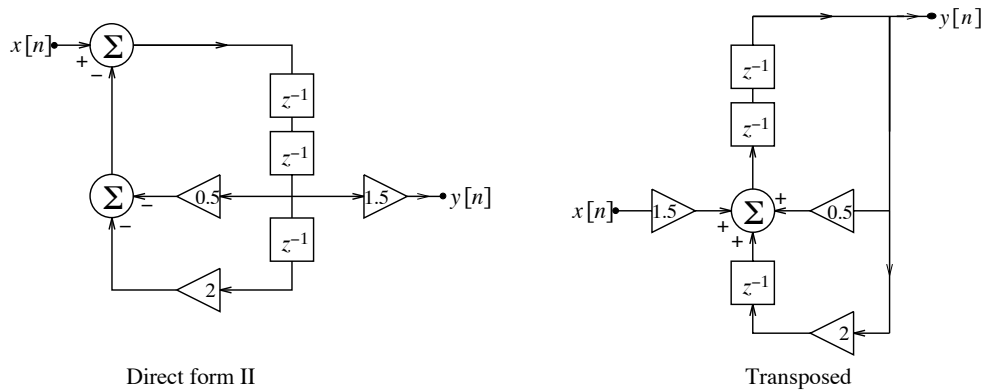 x[n]
+
−
Σ
z⁻¹
z⁻¹
Σ
−
−
0.5
1.5
y[n]
z⁻¹
2
Direct form II
y[n]
z⁻¹
z⁻¹
x[n]
1.5
+
+
+
Σ
0.5
z⁻¹
2
Transposed